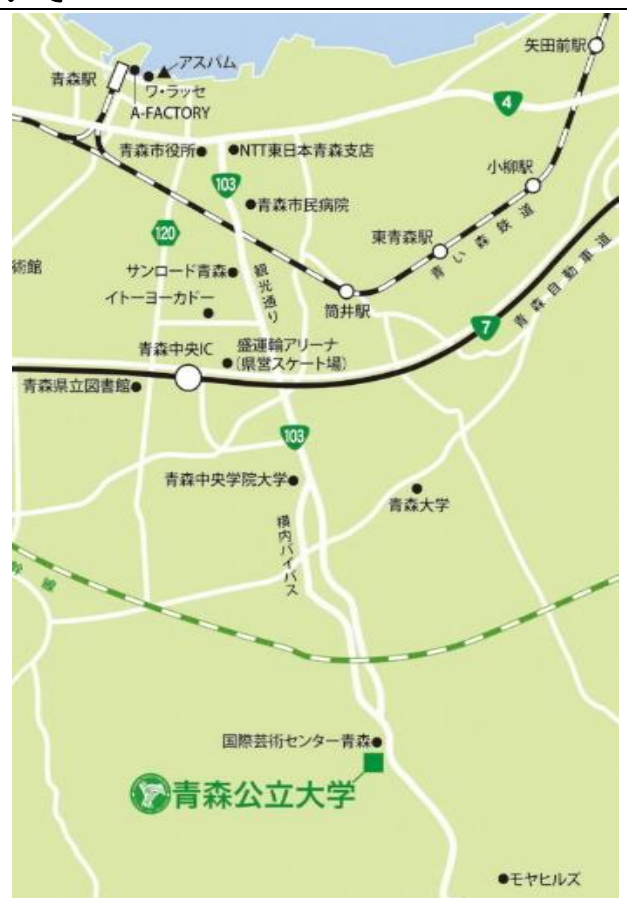 矢田前駅
アスパム
青森駅
ワ・ラッセ
A-FACTORY
4
青森市役所
NTT東日本青森支店
小柳駅
103
青森市民病院
120
東青森駅
青い森鉄道
術館
サンロード青森
観光通り
イトーヨーカドー
筒井駅
青森自動車道
7
青森中央IC
盛運輸アリーナ
(県営スケート場)
青森県立図書館
103
青森中央学院大学
青森大学
横内バイパス
幹線
国際芸術センター青森
青森公立大学
モヤヒルズ